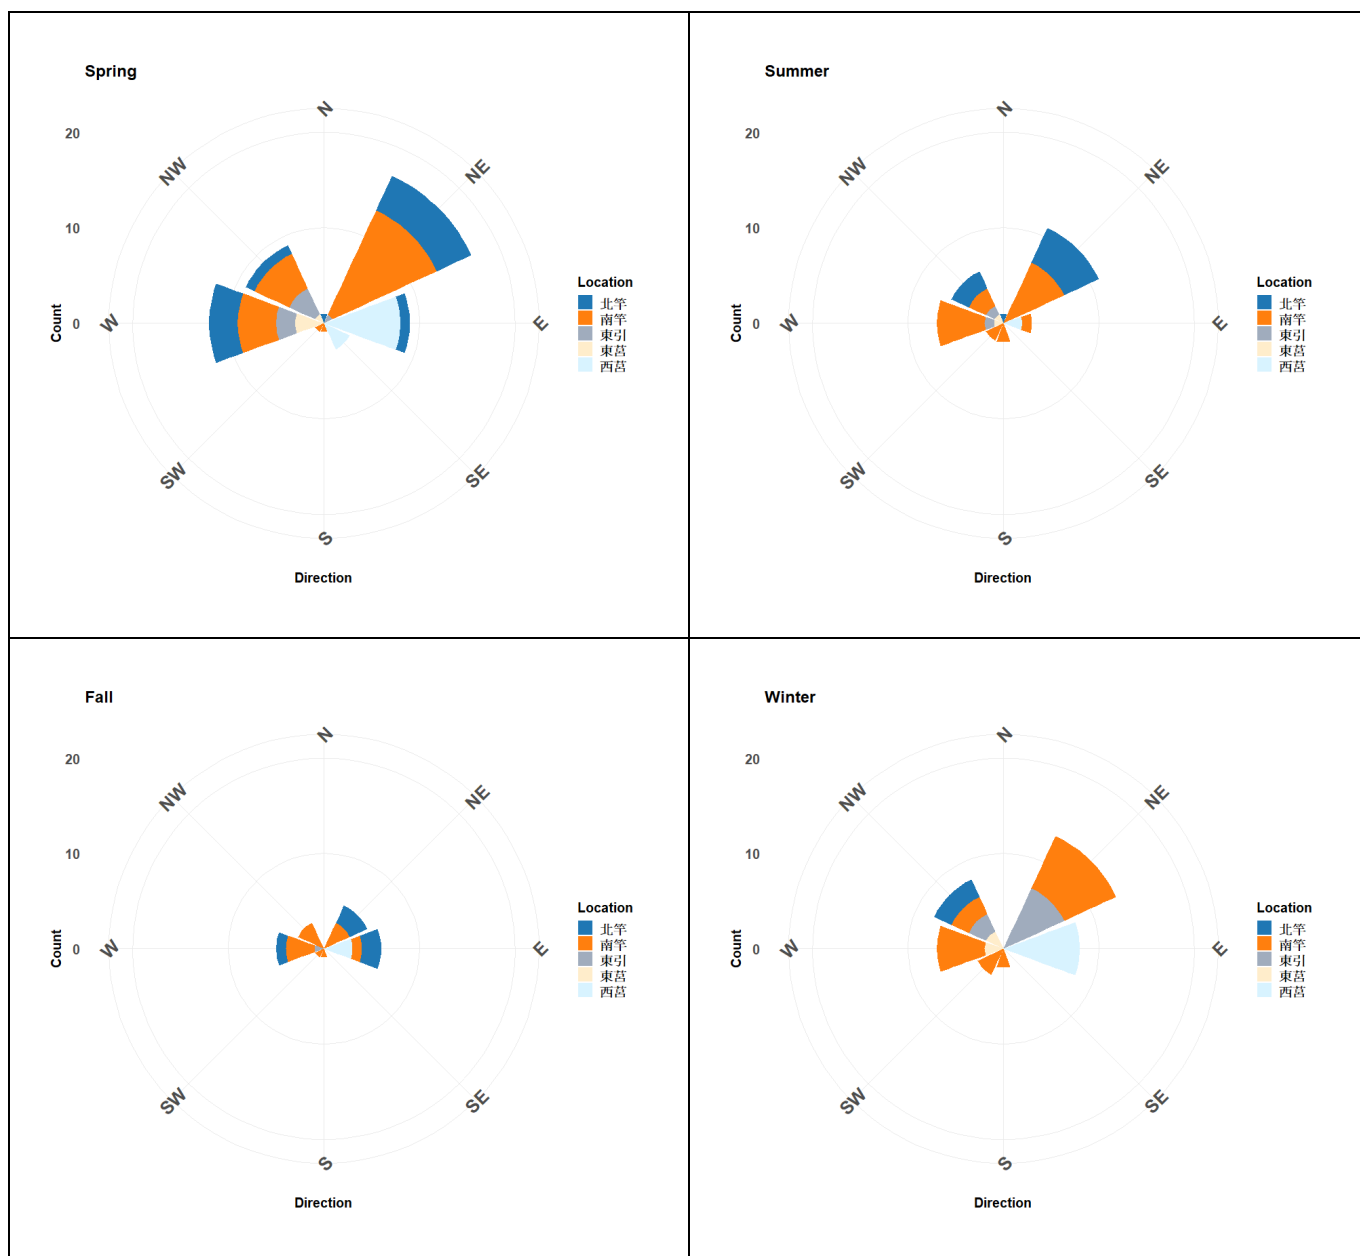 Spring
N
NE
E
SE
S
SW
W
NW
20
10
0
Count
Direction
Location
北竿
南竿
東引
東莒
西莒
Summer
N
NE
E
SE
S
SW
W
NW
20
10
0
Count
Direction
Location
北竿
南竿
東引
東莒
西莒
Fall
N
NE
E
SE
S
SW
W
NW
20
10
0
Count
Direction
Location
北竿
南竿
東引
東莒
西莒
Winter
N
NE
E
SE
S
SW
W
NW
20
10
0
Count
Direction
Location
北竿
南竿
東引
東莒
西莒